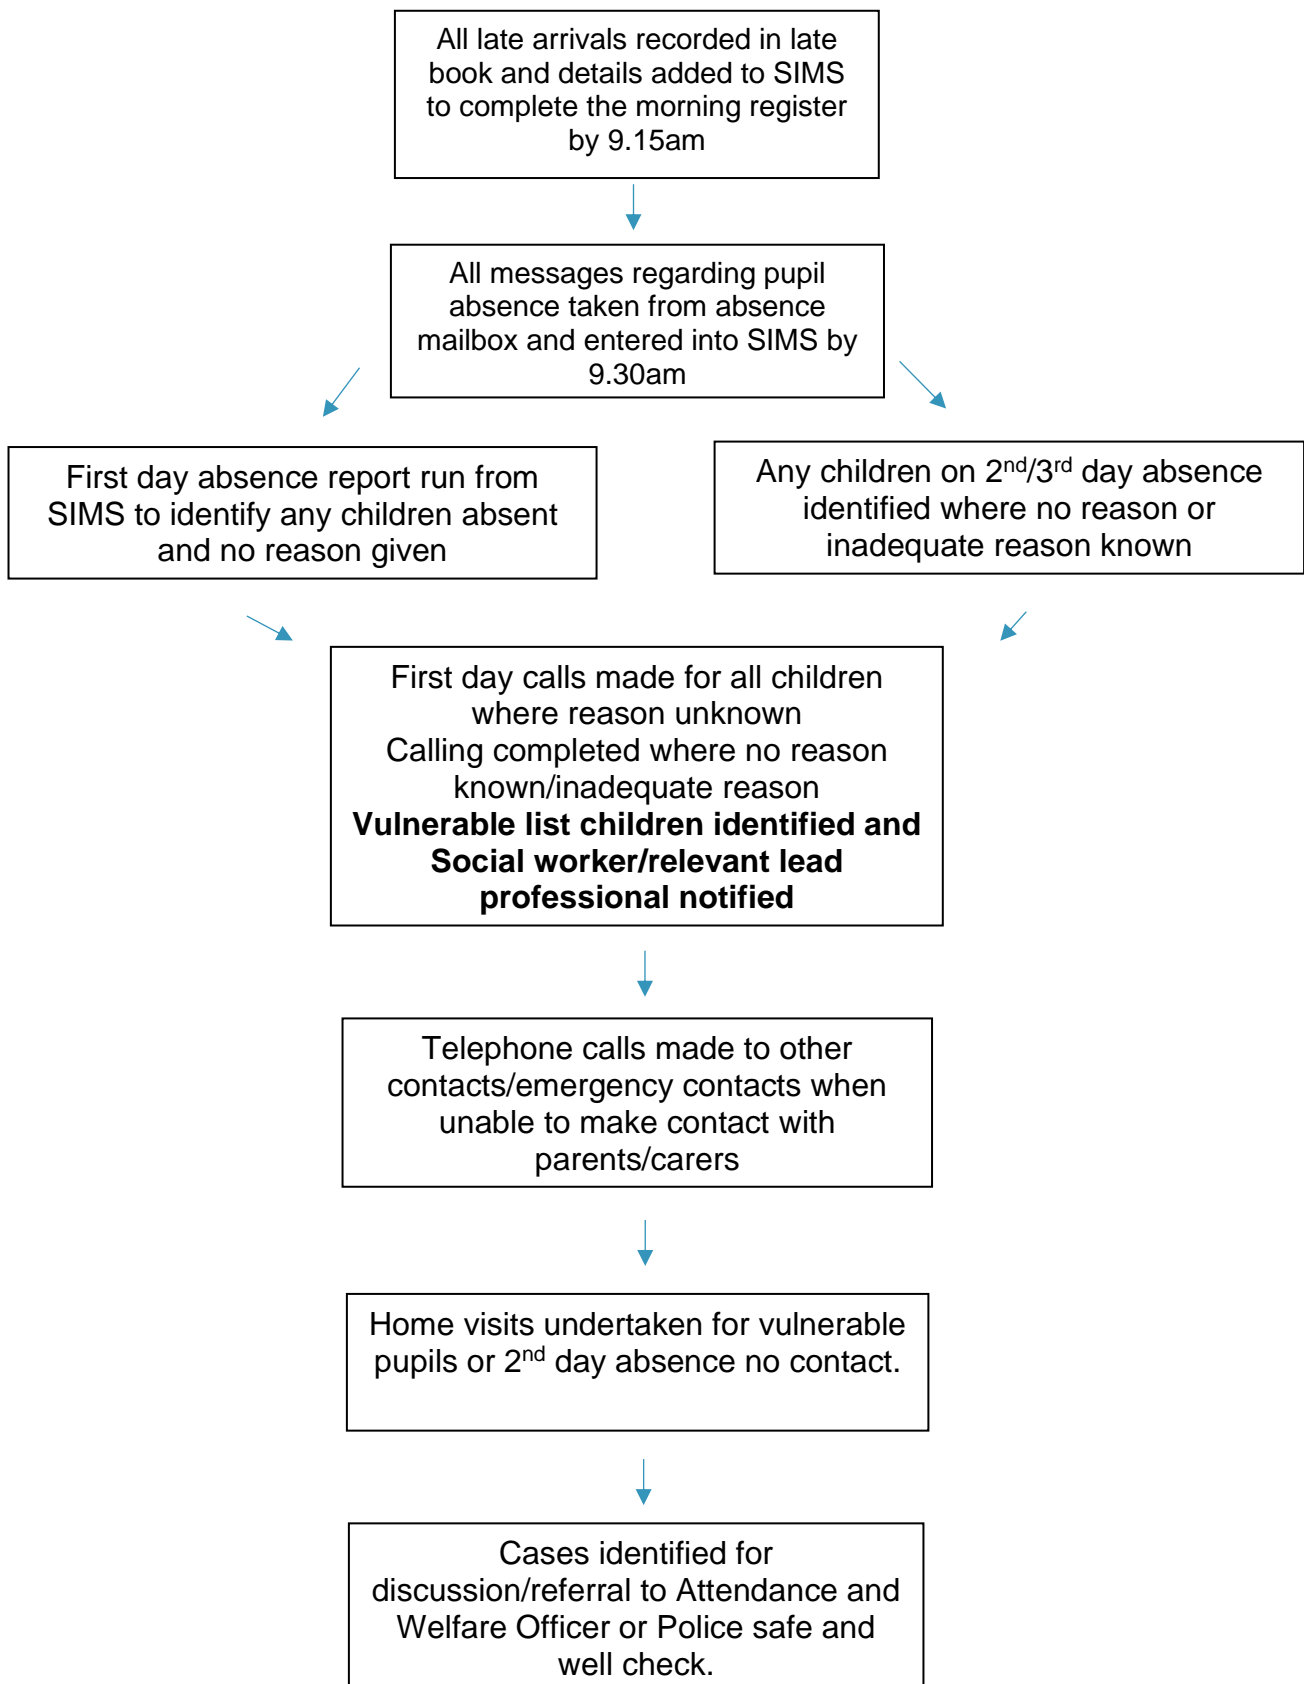 All late arrivals recorded in late
book and details added to SIMS
to complete the morning register
by 9.15am
All messages regarding pupil
absence taken from absence
mailbox and entered into SIMS by
9.30am
First day absence report run from
SIMS to identify any children absent
and no reason given
Any children on 2nd/3rd day absence
identified where no reason or
inadequate reason known
First day calls made for all children
where reason unknown
Calling completed where no reason
known/inadequate reason
Vulnerable list children identified and
Social worker/relevant lead
professional notified
Telephone calls made to other
contacts/emergency contacts when
unable to make contact with
parents/carers
Home visits undertaken for vulnerable
pupils or 2nd day absence no contact.
Cases identified for
discussion/referral to Attendance and
Welfare Officer or Police safe and
well check.